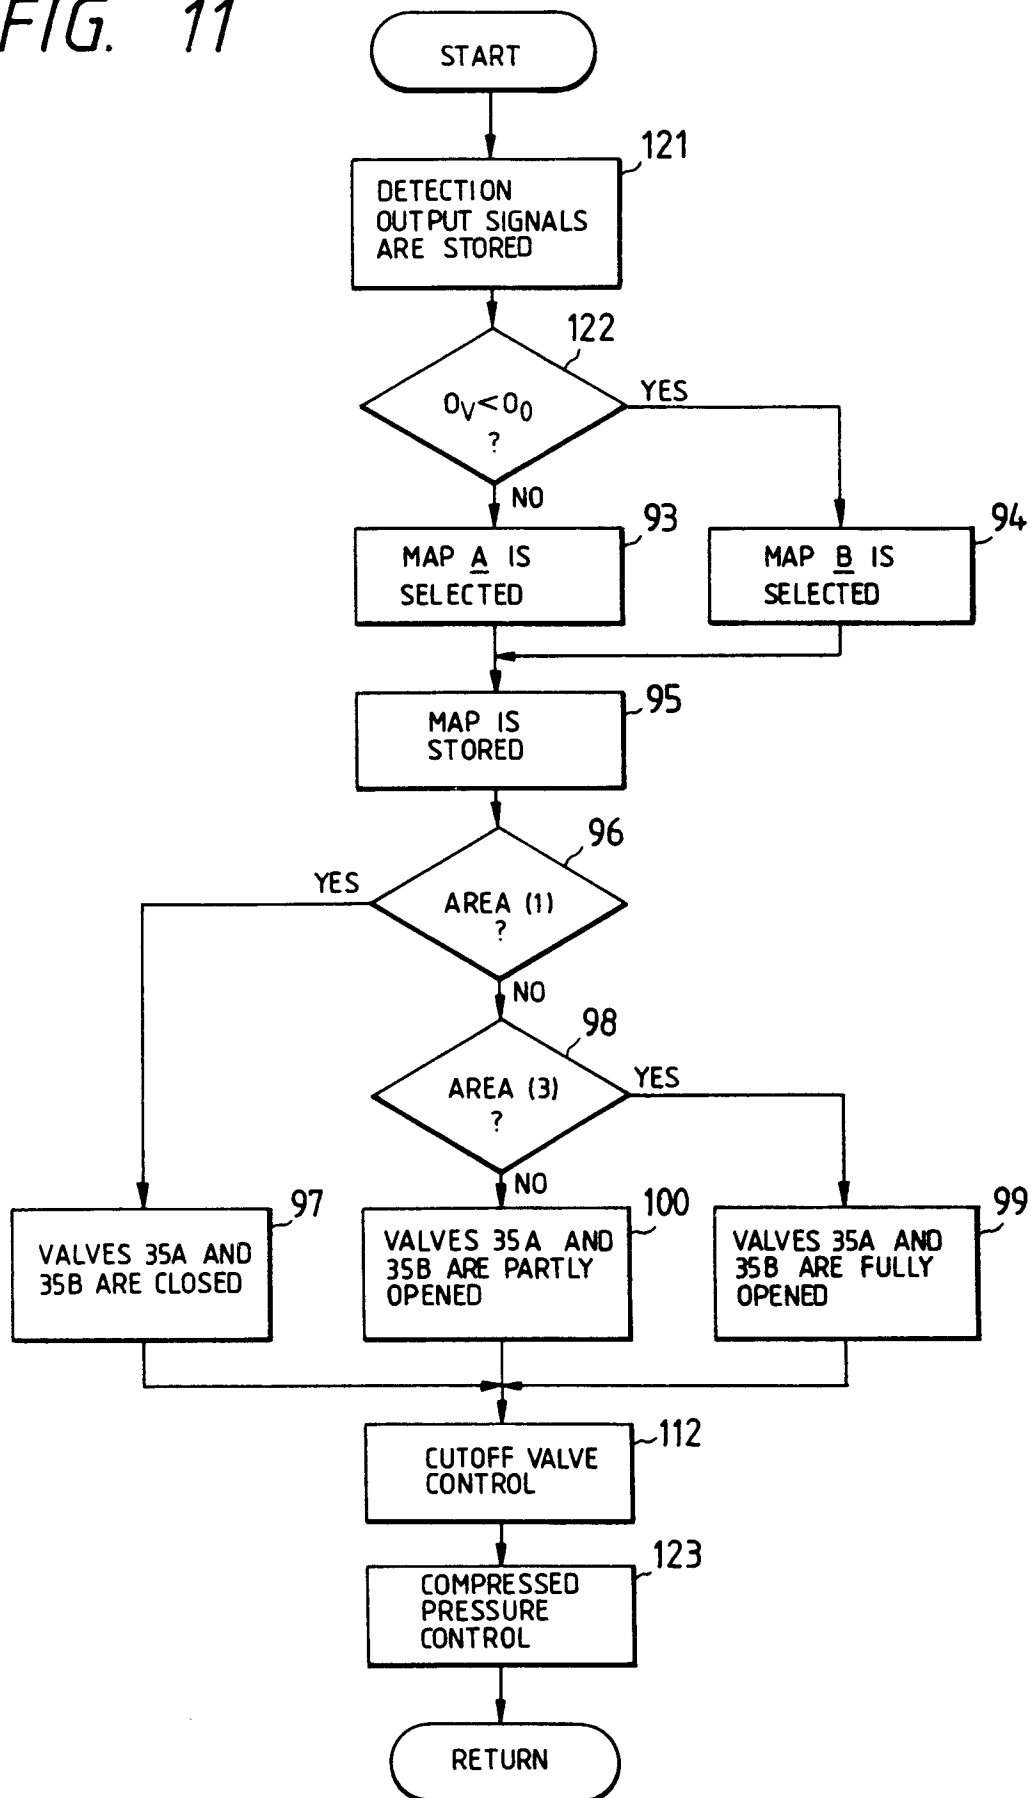 FIG. 11
START
121
DETECTION
OUTPUT SIGNALS
ARE STORED
122
O_V<O_0
?
YES
NO
93
MAP A IS
SELECTED
94
MAP B IS
SELECTED
95
MAP IS
STORED
96
YES
AREA (1)
?
NO
98
AREA (3)
?
YES
NO
97
VALVES 35A AND
35B ARE CLOSED
100
VALVES 35A AND
35B ARE PARTLY
OPENED
99
VALVES 35A AND
35B ARE FULLY
OPENED
112
CUTOFF VALVE
CONTROL
123
COMPRESSED
PRESSURE
CONTROL
RETURN